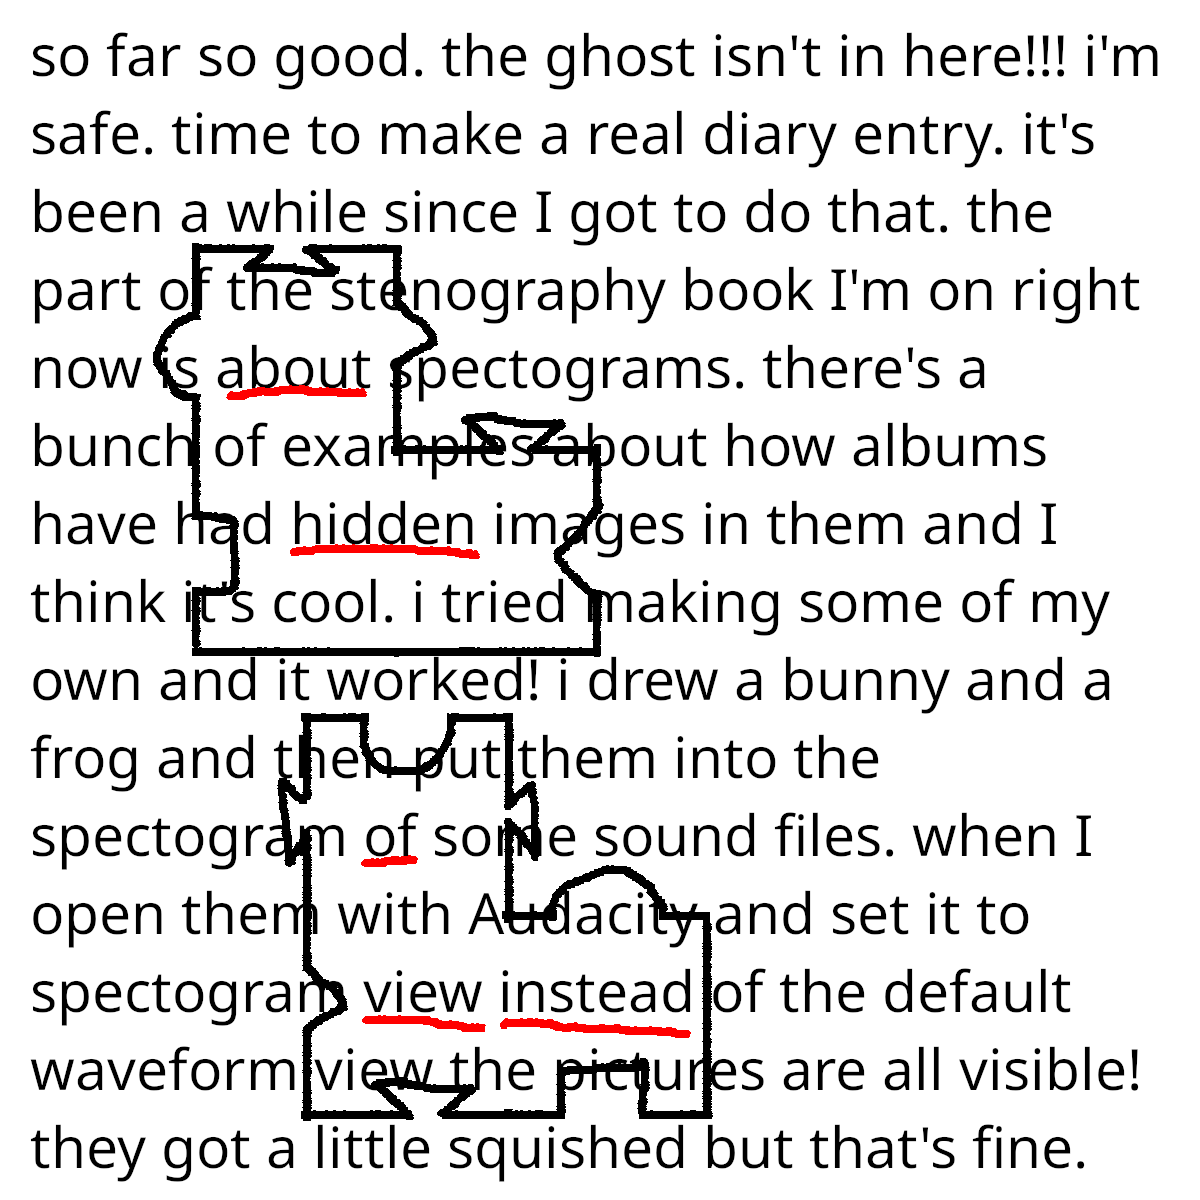 so far so good. the ghost isn't in here!!! i'm
safe. time to make a real diary entry. it's
been a while since I got to do that. the
part of the stenography book I'm on right
now is about spectograms. there's a
bunch of examples about how albums
have had hidden images in them and I
think it's cool. i tried making some of my
own and it worked! i drew a bunny and a
frog and then put them into the
spectogram of some sound files. when I
open them with Audacity and set it to
spectogram view instead of the default
waveform view the pictures are all visible!
they got a little squished but that's fine.